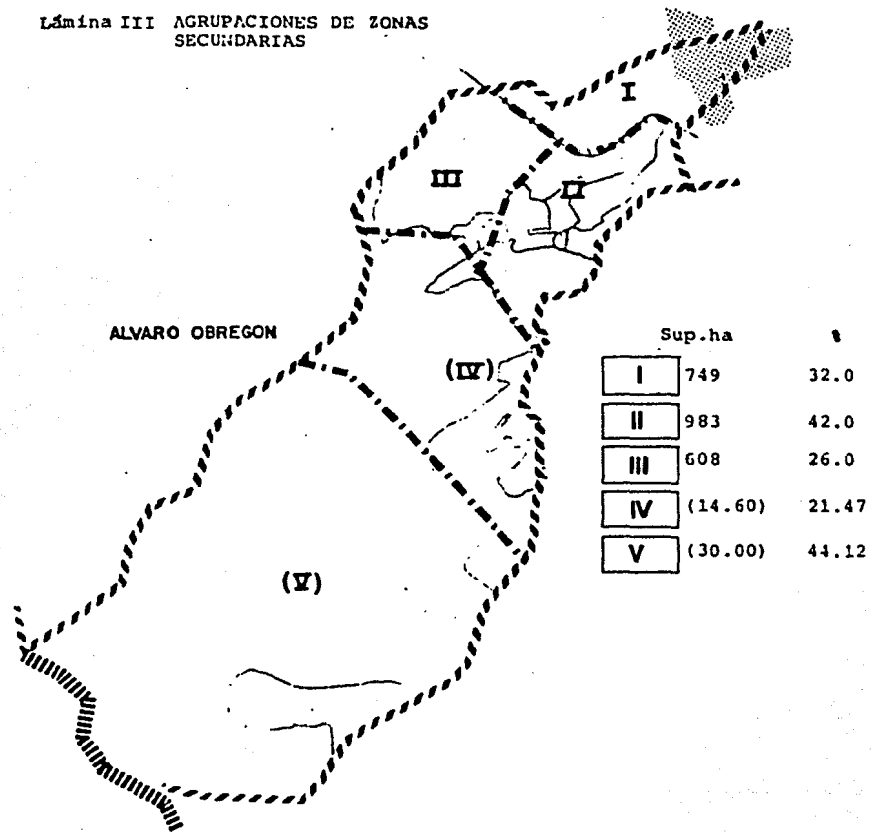 Lámina III AGRUPACIONES DE ZONAS
SECUNDARIAS
I
III
II
ALVARO OBREGON
(IV)
(V)
Sup.ha %
I 749 32.0
II 983 42.0
III 608 26.0
IV (14.60) 21.47
V (30.00) 44.12